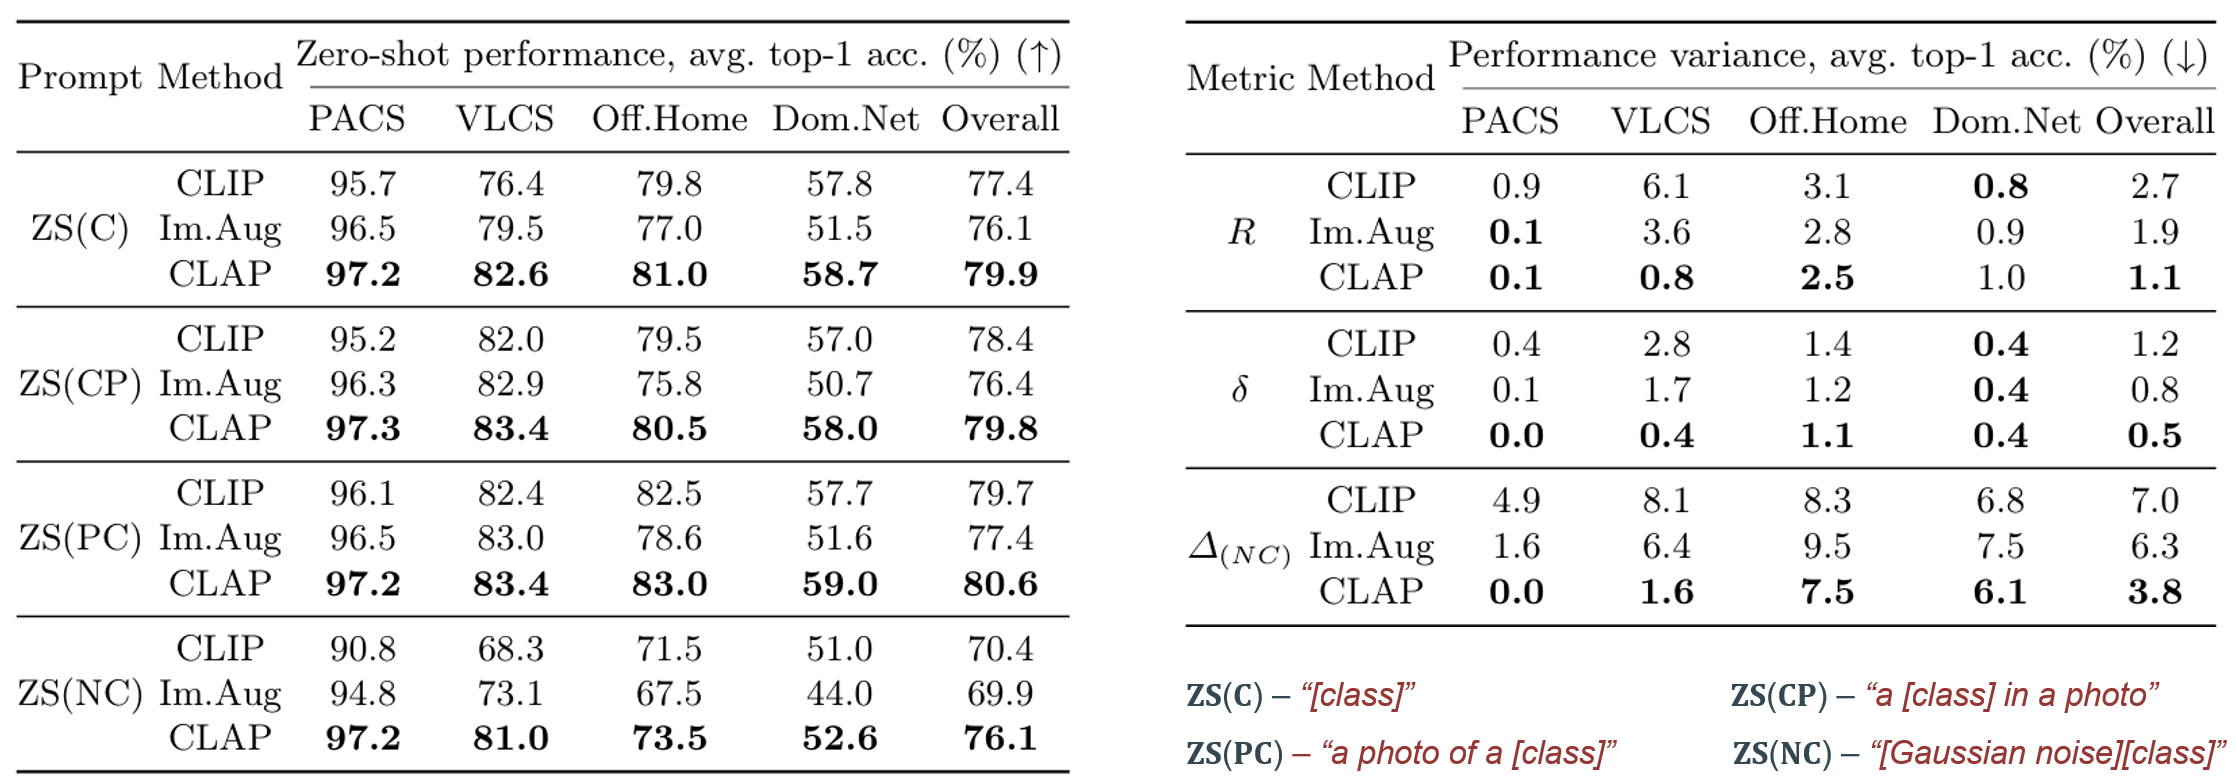 Prompt Method Zero-shot performance, avg. top-1 acc. (%) (↑)
PACS VLCS Off.Home Dom.Net Overall
CLIP 95.7 76.4 79.8 57.8 77.4
ZS(C) Im.Aug 96.5 79.5 77.0 51.5 76.1
CLAP 97.2 82.6 81.0 58.7 79.9
CLIP 95.2 82.0 79.5 57.0 78.4
ZS(CP) Im.Aug 96.3 82.9 75.8 50.7 76.4
CLAP 97.3 83.4 80.5 58.0 79.8
CLIP 96.1 82.4 82.5 57.7 79.7
ZS(PC) Im.Aug 96.5 83.0 78.6 51.6 77.4
CLAP 97.2 83.4 83.0 59.0 80.6
CLIP 90.8 68.3 71.5 51.0 70.4
ZS(NC) Im.Aug 94.8 73.1 67.5 44.0 69.9
CLAP 97.2 81.0 73.5 52.6 76.1
Metric Method Performance variance, avg. top-1 acc. (%) (↓)
PACS VLCS Off.Home Dom.Net Overall
CLIP 0.9 6.1 3.1 0.8 2.7
R Im.Aug 0.1 3.6 2.8 0.9 1.9
CLAP 0.1 0.8 2.5 1.0 1.1
CLIP 0.4 2.8 1.4 0.4 1.2
δ Im.Aug 0.1 1.7 1.2 0.4 0.8
CLAP 0.0 0.4 1.1 0.4 0.5
CLIP 4.9 8.1 8.3 6.8 7.0
Δ(NC) Im.Aug 1.6 6.4 9.5 7.5 6.3
CLAP 0.0 1.6 7.5 6.1 3.8
ZS(C) – “[class]” ZS(CP) – “a [class] in a photo”
ZS(PC) – “a photo of a [class]” ZS(NC) – “[Gaussian noise][class]”